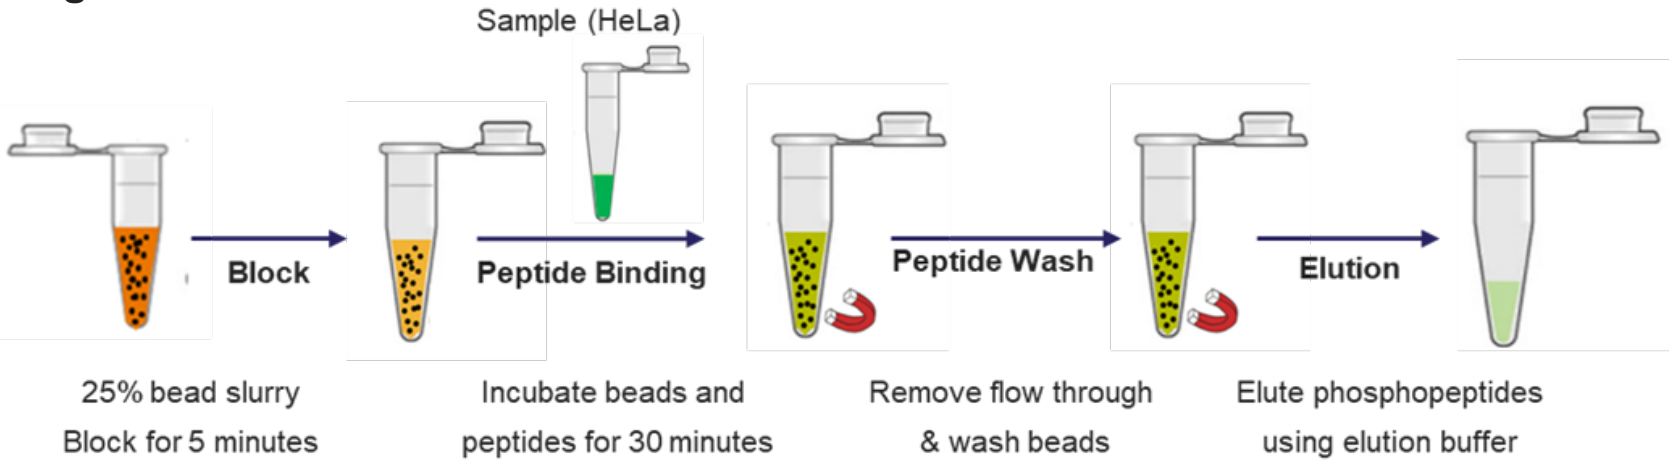 Sample (HeLa)
Block
Peptide Binding
Peptide Wash
Elution
25% bead slurry
Block for 5 minutes
Incubate beads and
peptides for 30 minutes
Remove flow through
& wash beads
Elute phosphopeptides
using elution buffer